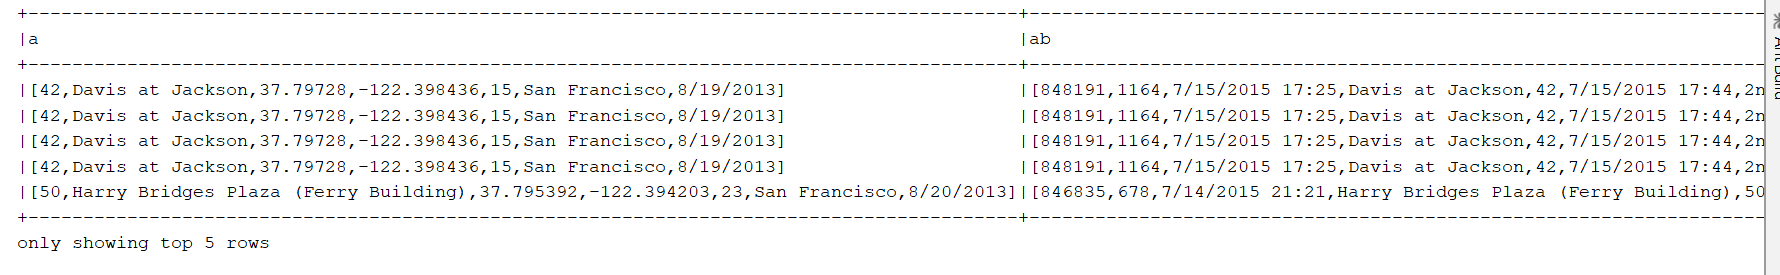 +------------------------------------------------------------------------------------------+--------------------------------------------------------------------
|a |ab
+------------------------------------------------------------------------------------------+--------------------------------------------------------------------
|[42,Davis at Jackson,37.79728,-122.398436,15,San Francisco,8/19/2013] |[848191,1164,7/15/2015 17:25,Davis at Jackson,42,7/15/2015 17:44,2n
|[42,Davis at Jackson,37.79728,-122.398436,15,San Francisco,8/19/2013] |[848191,1164,7/15/2015 17:25,Davis at Jackson,42,7/15/2015 17:44,2n
|[42,Davis at Jackson,37.79728,-122.398436,15,San Francisco,8/19/2013] |[848191,1164,7/15/2015 17:25,Davis at Jackson,42,7/15/2015 17:44,2n
|[42,Davis at Jackson,37.79728,-122.398436,15,San Francisco,8/19/2013] |[848191,1164,7/15/2015 17:25,Davis at Jackson,42,7/15/2015 17:44,2n
|[50,Harry Bridges Plaza (Ferry Building),37.795392,-122.394203,23,San Francisco,8/20/2013]|[846835,678,7/14/2015 21:21,Harry Bridges Plaza (Ferry Building),50
+------------------------------------------------------------------------------------------+--------------------------------------------------------------------
only showing top 5 rows